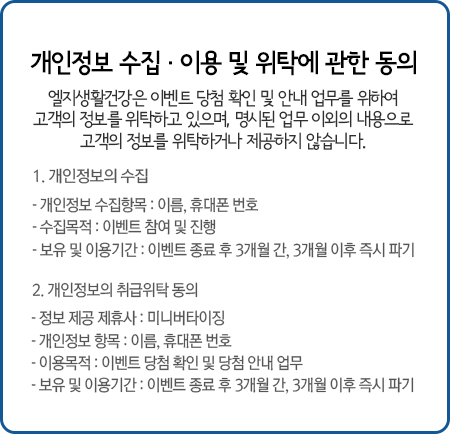 개인정보 수집 · 이용 및 위탁에 관한 동의
엘지생활건강은 이벤트 당첨 확인 및 안내 업무를 위하여
고객의 정보를 위탁하고 있으며, 명시된 업무 이외의 내용으로
고객의 정보를 위탁하거나 제공하지 않습니다.
1. 개인정보의 수집
- 개인정보 수집항목 : 이름, 휴대폰 번호
- 수집목적 : 이벤트 참여 및 진행
- 보유 및 이용기간 : 이벤트 종료 후 3개월 간, 3개월 이후 즉시 파기
2. 개인정보의 취급위탁 동의
- 정보 제공 제휴사 : 미니버타이징
- 개인정보 항목 : 이름, 휴대폰 번호
- 이용목적 : 이벤트 당첨 확인 및 당첨 안내 업무
- 보유 및 이용기간 : 이벤트 종료 후 3개월 간, 3개월 이후 즉시 파기